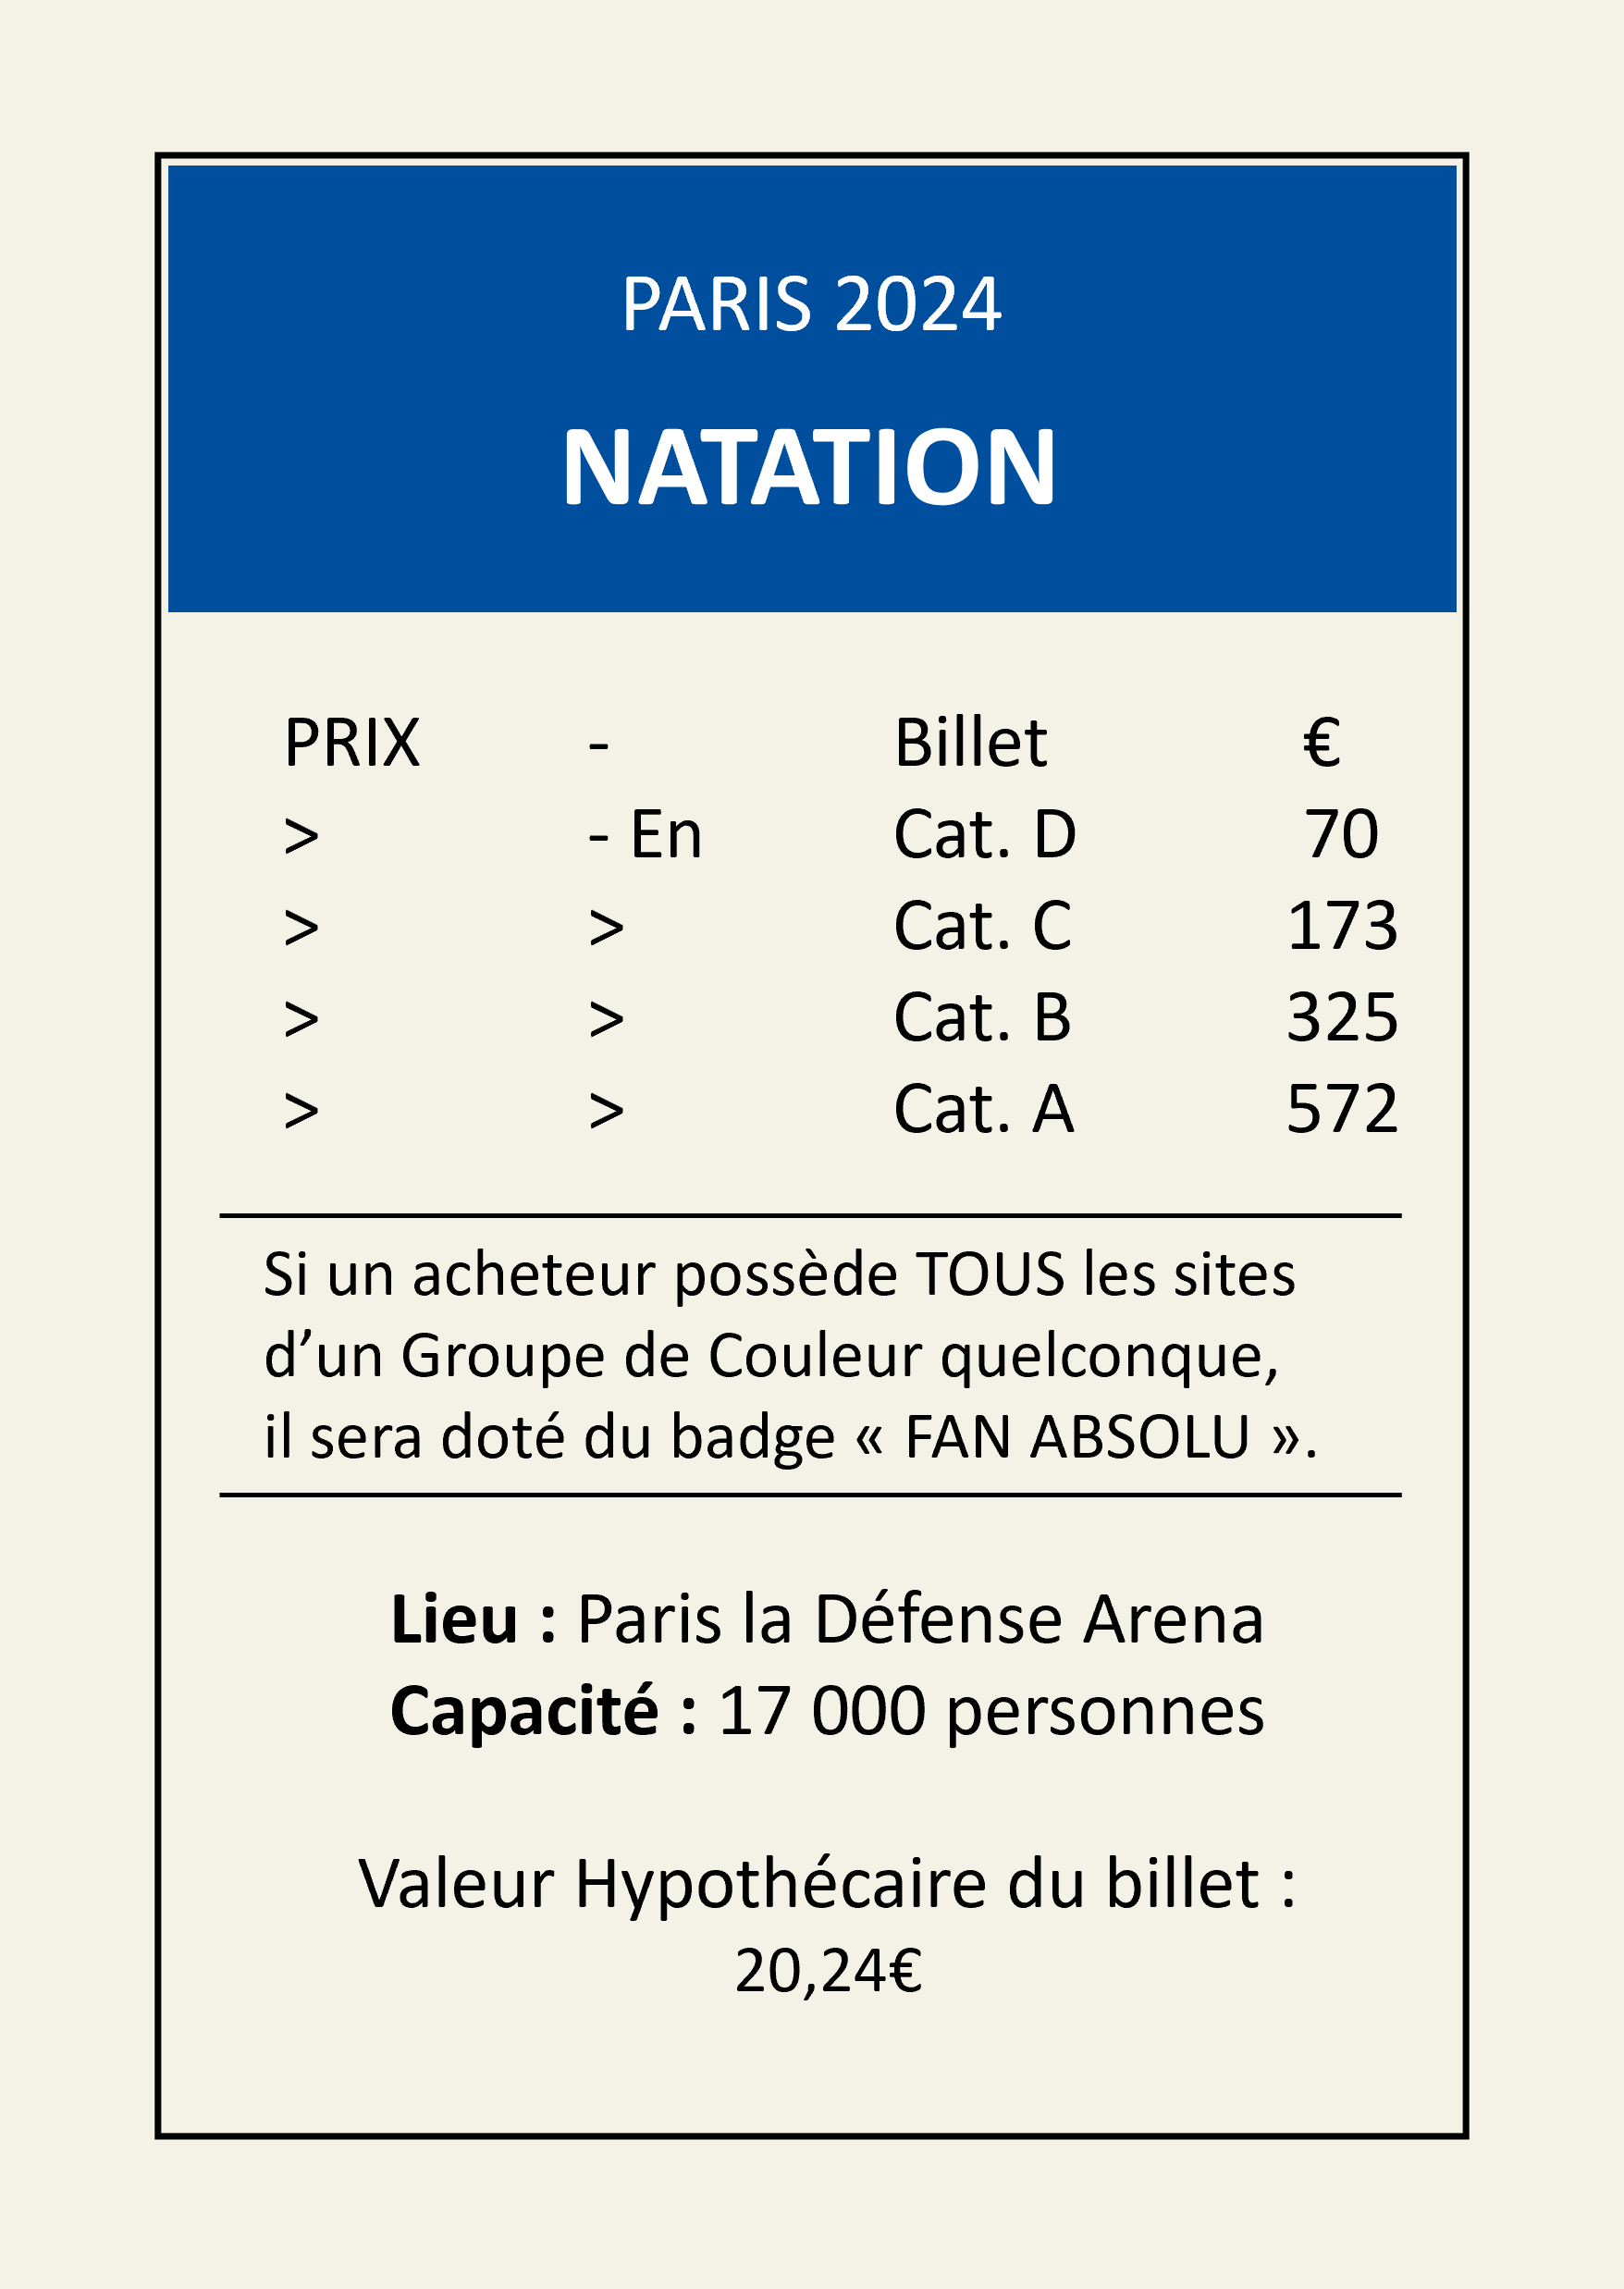 PARIS 2024
NATATION
PRIX - Billet €
> - En Cat. D 70
> > Cat. C 173
> > Cat. B 325
> > Cat. A 572
Si un acheteur possède TOUS les sites
d’un Groupe de Couleur quelconque,
il sera doté du badge « FAN ABSOLU ».
Lieu : Paris la Défense Arena
Capacité : 17 000 personnes
Valeur Hypothécaire du billet :
20,24€